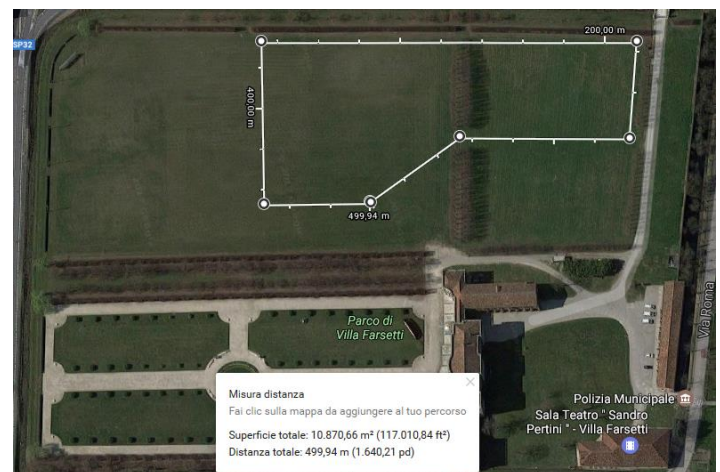 200,00 m
SP32
400,00 m
499,94 m
Via Roma
Parco di
Villa Farsetti
Misura distanza
Fai clic sulla mappa da aggiungere al tuo percorso
Superficie totale: 10.870,66 m² (117.010,84 ft²)
Distanza totale: 499,94 m (1.640,21 pd)
Polizia Municipale
Sala Teatro " Sandro
Pertini " - Villa Farsetti